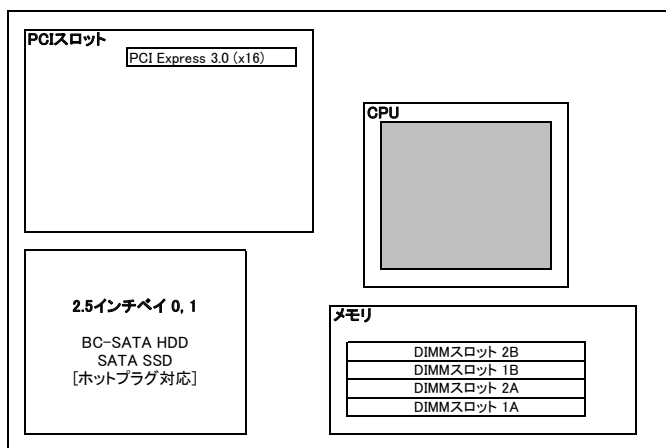 PCIスロット
PCI Express 3.0 (x16)
CPU
2.5インチベイ 0, 1
BC-SATA HDD
SATA SSD
[ホットプラグ対応]
メモリ
DIMMスロット 2B
DIMMスロット 1B
DIMMスロット 2A
DIMMスロット 1A